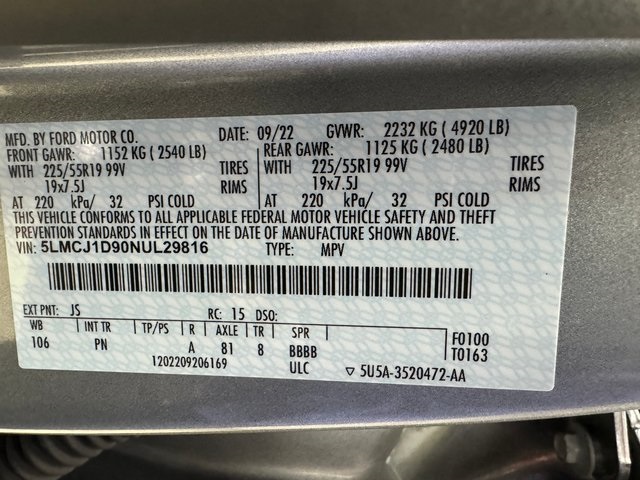 MFD. BY FORD MOTOR CO. DATE: 09/22 GVWR: 2232 KG ( 4920 LB)
FRONT GAWR: 1152 KG ( 2540 LB) REAR GAWR: 1125 KG ( 2480 LB)
WITH 225/55R19 99V TIRES WITH 225/55R19 99V TIRES
19x7.5J RIMS 19x7.5J RIMS
AT 220 kPa/ 32 PSI COLD AT 220 kPa/ 32 PSI COLD
THIS VEHICLE CONFORMS TO ALL APPLICABLE FEDERAL MOTOR VEHICLE SAFETY AND THEFT
PREVENTION STANDARDS IN EFFECT ON THE DATE OF MANUFACTURE SHOWN ABOVE.
VIN: 5LMCJ1D90NUL29816 TYPE: MPV
EXT PNT: JS RC: 15 DSO:
WB INT TR TP/PS R AXLE TR SPR F0100
106 PN A 81 8 BBBB T0163
1202209206169 ULC ▽ 5U5A-3520472-AA